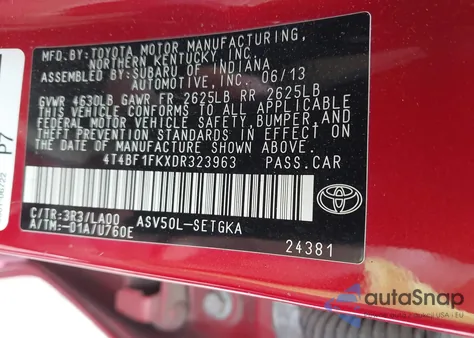 MFD. BY: TOYOTA MOTOR MANUFACTURING,
NORTHERN KENTUCKY INC.
ASSEMBLED BY: SUBARU OF INDIANA
AUTOMOTIVE, INC. 06/13
GVWR 4630LB GAWR FR 2625LB RR 2625LB
THIS VEHICLE CONFORMS TO ALL APPLICABLE
FEDERAL MOTOR VEHICLE SAFETY, BUMPER, AND
THEFT PREVENTION STANDARDS IN EFFECT ON
THE DATE OF MANUFACTURE SHOWN ABOVE.
4T4BF1FKXDR323963 PASS.CAR
TOYOTA
C/TR:3R3/LA00 ASV50L-SETGKA
A/TM:-01A/U760E
24381
P7
autoSnap